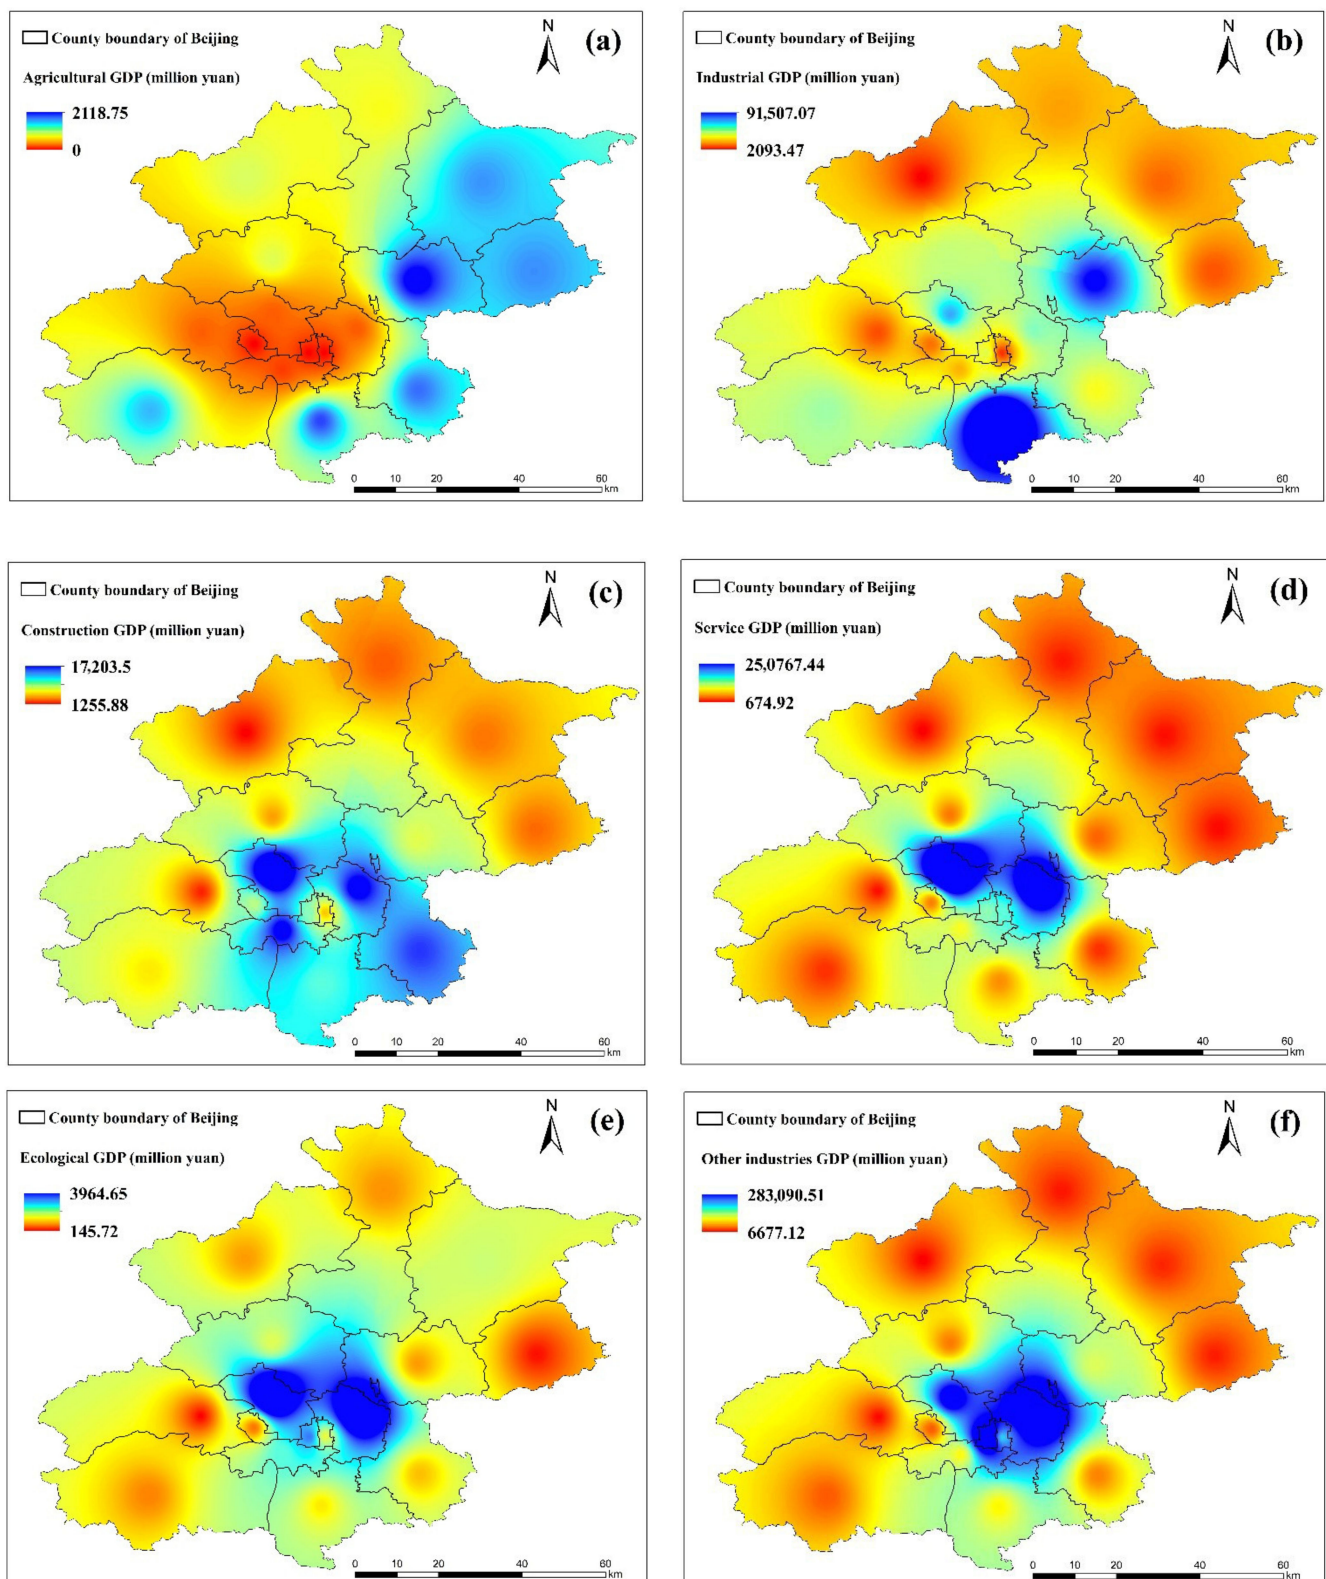 County boundary of Beijing
N
(a)
Agricultural GDP (million yuan)
2118.75
0
0 10 20 40 60
km
County boundary of Beijing
N
(b)
Industrial GDP (million yuan)
91,507.07
2093.47
0 10 20 40 60
km
County boundary of Beijing
N
(c)
Construction GDP (million yuan)
17,203.5
1255.88
0 10 20 40 60
km
County boundary of Beijing
N
(d)
Service GDP (million yuan)
25,0767.44
674.92
0 10 20 40 60
km
County boundary of Beijing
N
(e)
Ecological GDP (million yuan)
3964.65
145.72
0 10 20 40 60
km
County boundary of Beijing
N
(f)
Other industries GDP (million yuan)
283,090.51
6677.12
0 10 20 40 60
km